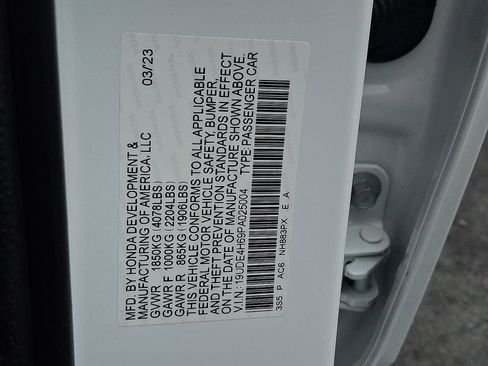 MFD. BY HONDA DEVELOPMENT &
MANUFACTURING OF AMERICA, LLC
03/23
GVWR 1850KG (4078LBS)
GAWR F 1000KG (2204LBS)
GAWR R 865KG (1906LBS)
THIS VEHICLE CONFORMS TO ALL APPLICABLE
FEDERAL MOTOR VEHICLE SAFETY, BUMPER,
AND THEFT PREVENTION STANDARDS IN EFFECT
ON THE DATE OF MANUFACTURE SHOWN ABOVE.
V.I.N: 19UDE4H69PA025004 TYPE:PASSENGER CAR
3S5 P AC6 NH883PX E A